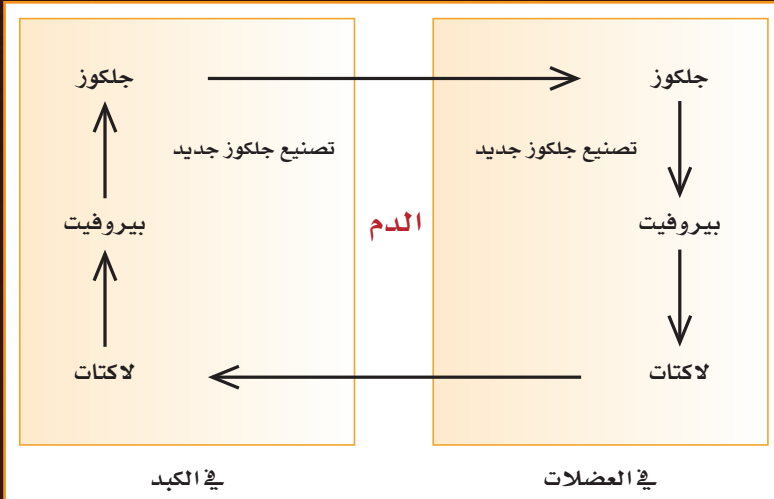 جلكوز
جلكوز
تصنيع جلكوز جديد
تصنيع جلكوز جديد
بيروفيت
الدم
بيروفيت
لاكتات
لاكتات
في العضلات
في الكبد